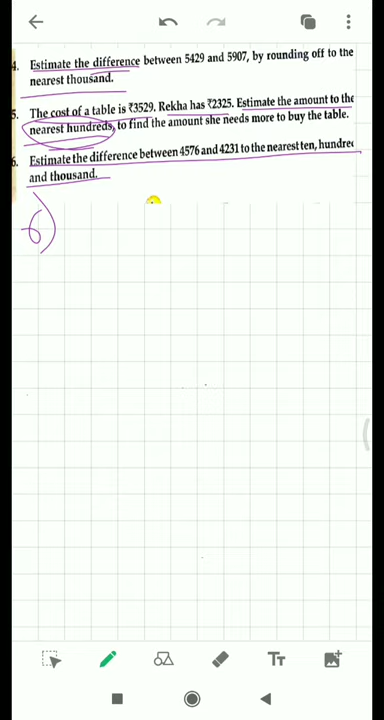 4. Estimate the difference between 5429 and 5907, by rounding off to the
nearest thousand.
5. The cost of a table is ₹3529. Rekha has ₹2325. Estimate the amount to the
nearest hundreds, to find the amount she needs more to buy the table.
6. Estimate the difference between 4576 and 4231 to the nearest ten, hundred
and thousand.
6)
TT